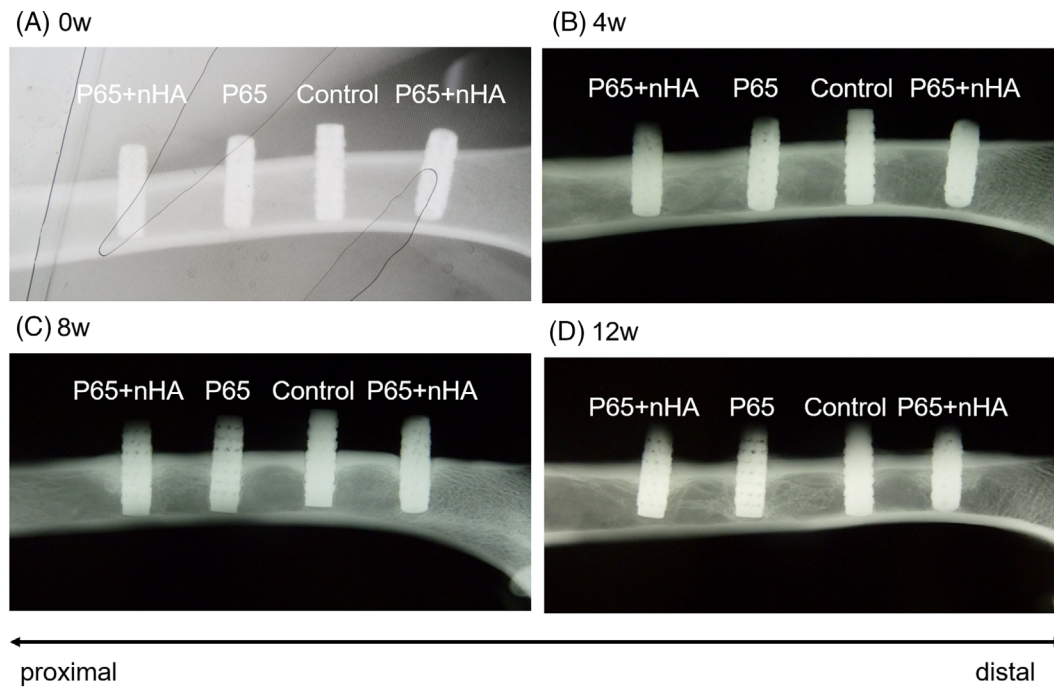 (A) 0w
P65+nHA P65 Control P65+nHA
(B) 4w
P65+nHA P65 Control P65+nHA
(C) 8w
P65+nHA P65 Control P65+nHA
(D) 12w
P65+nHA P65 Control P65+nHA
proximal distal